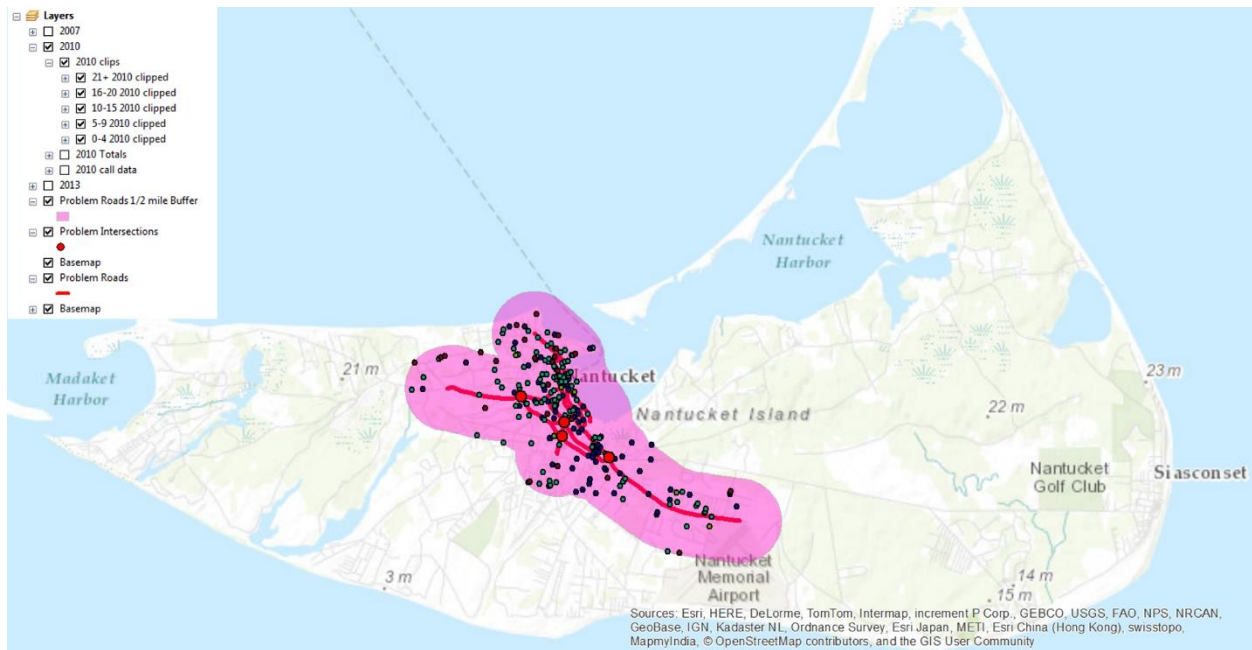 Layers
2007
2010
2010 clips
21+ 2010 clipped
16-20 2010 clipped
10-15 2010 clipped
5-9 2010 clipped
0-4 2010 clipped
2010 Totals
2010 call data
2013
Problem Roads 1/2 mile Buffer
Problem Intersections
Basemap
Problem Roads
Basemap
Nantucket
Harbor
Madaket
Harbor
21 m
Nantucket
23 m
Nantucket Island
22 m
Nantucket
Golf Club
Siasconset
3 m
Nantucket
Memorial
Airport
14 m
15 m
Sources: Esri, HERE, DeLorme, TomTom, Intermap, increment P Corp., GEBCO, USGS, FAO, NPS, NRCAN,
GeoBase, IGN, Kadaster NL, Ordnance Survey, Esri Japan, METI, Esri China (Hong Kong), swisstopo,
MapmyIndia, © OpenStreetMap contributors, and the GIS User Community